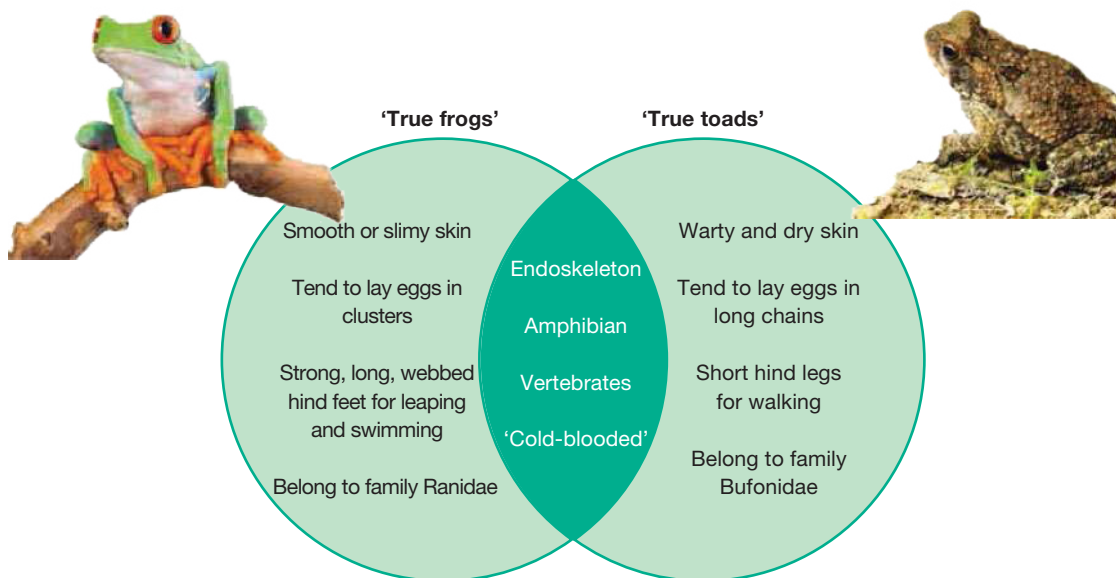 ‘True frogs’
‘True toads’
Smooth or slimy skin
Tend to lay eggs in
clusters
Strong, long, webbed
hind feet for leaping
and swimming
Belong to family Ranidae
Endoskeleton
Amphibian
Vertebrates
‘Cold-blooded’
Warty and dry skin
Tend to lay eggs in
long chains
Short hind legs
for walking
Belong to family
Bufonidae